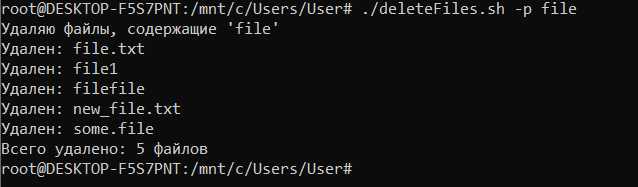 root@DESKTOP-F5S7PNT:/mnt/c/Users/User# ./deleteFiles.sh -p file
Удаляю файлы, содержащие 'file'
Удален: file.txt
Удален: file1
Удален: filefile
Удален: new_file.txt
Удален: some.file
Всего удалено: 5 файлов
root@DESKTOP-F5S7PNT:/mnt/c/Users/User#